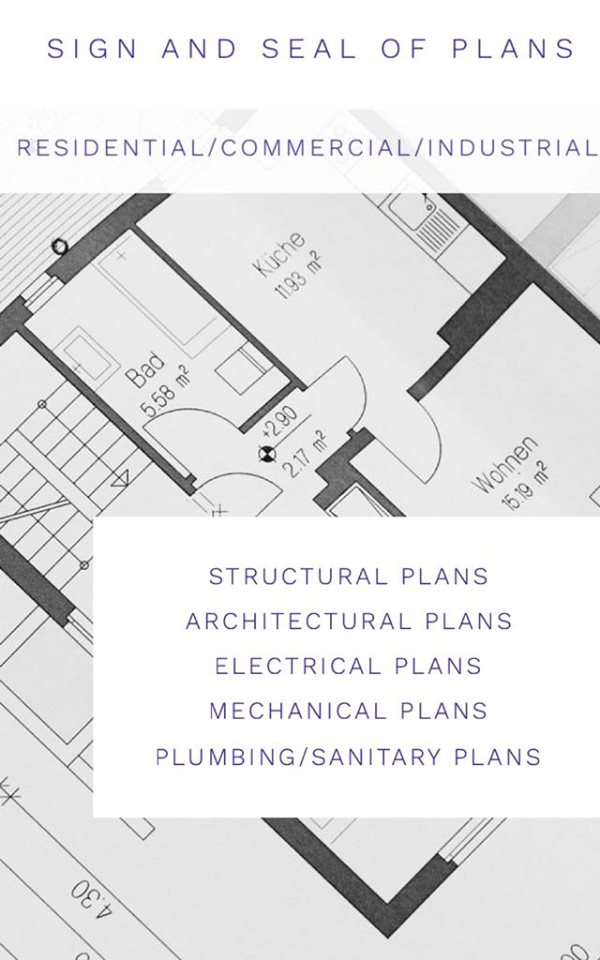 SIGN AND SEAL OF PLANS
RESIDENTIAL/COMMERCIAL/INDUSTRIAL
Küche
11.93 m²
Bad
5.58 m²
+2.90
2.17 m²
Wohnen
15.19 m²
STRUCTURAL PLANS
ARCHITECTURAL PLANS
ELECTRICAL PLANS
MECHANICAL PLANS
PLUMBING/SANITARY PLANS
4.30